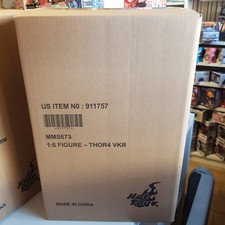 US ITEM NO : 911757
MMS673
1:6 FIGURE – THOR4 VKR
MADE IN CHINA
Hot
Toys